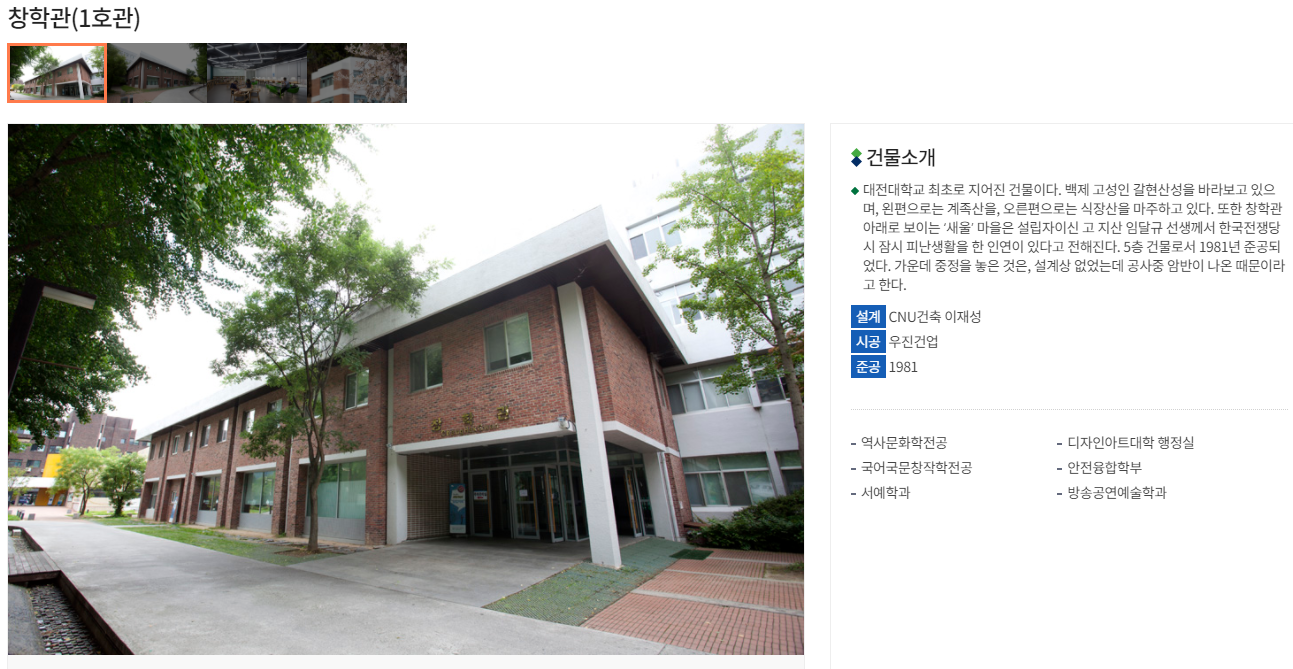 창학관(1호관)
건물소개
대전대학교 최초로 지어진 건물이다. 백제 고성인 갈현산성을 바라보고 있으
며, 왼편으로는 계족산을, 오른편으로는 식장산을 마주하고 있다. 또한 창학관
아래로 보이는 '새울' 마을은 설립자이신 고 지산 임달규 선생께서 한국전쟁당
시 잠시 피난생활을 한 인연이 있다고 전해진다. 5층 건물로서 1981년 준공되
었다. 가운데 중정을 놓은 것은, 설계상 없었는데 공사중 암반이 나온 때문이라
고 한다.
설계 CNU건축 이재성
시공 우진건업
준공 1981
- 역사문화학전공
- 디자인아트대학 행정실
- 국어국문창작학전공
- 안전융합학부
- 서예학과
- 방송공연예술학과